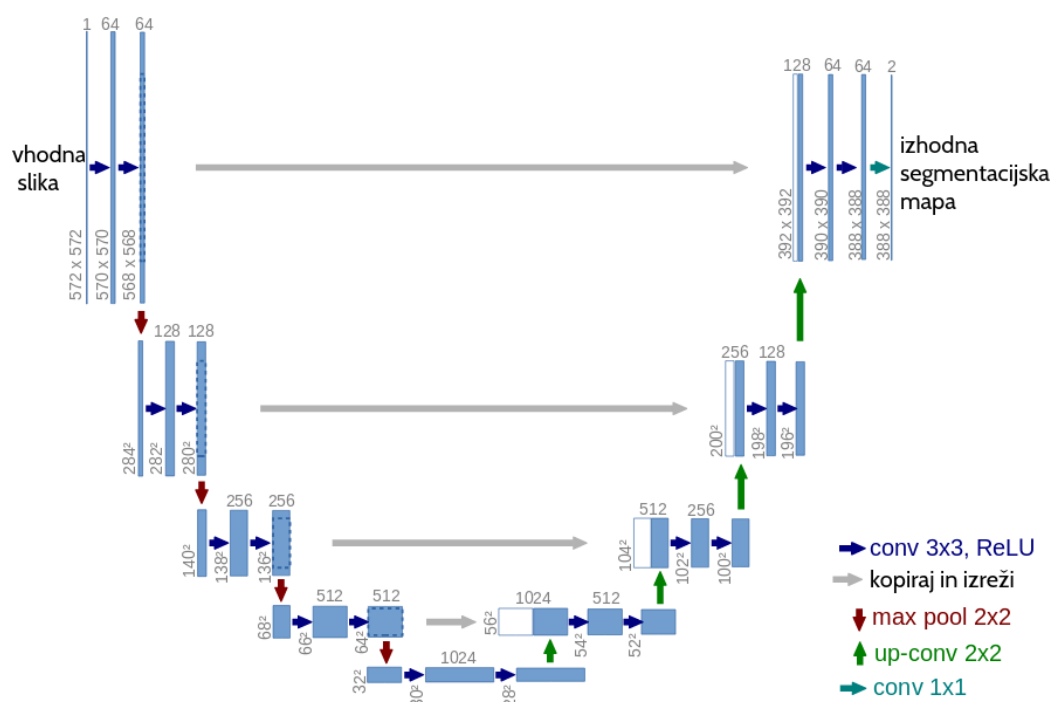 1 64 64
128 64 64 2
vhodna
slika
izhodna
segmentacijska
mapa
572 x 572
570 x 570
568 x 568
392 x 392
390 x 390
388 x 388
388 x 388
128 128
256 128
284²
282²
280²
200²
198²
196²
256 256
512 256
140²
138²
136²
104²
102²
100²
512 512
1024 512
68²
66²
64²
56²
54²
52²
1024
32²
30²
28²
conv 3x3, ReLU
kopiraj in izreži
max pool 2x2
up-conv 2x2
conv 1x1